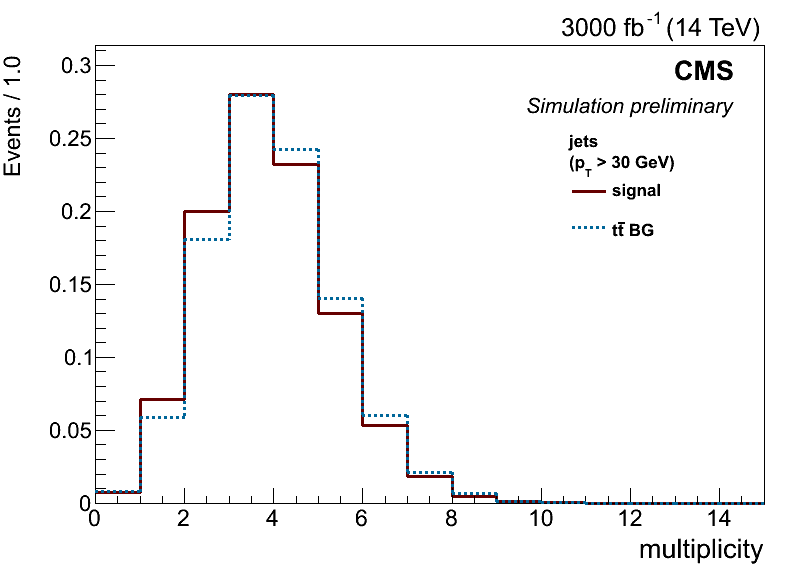 3000 fb⁻¹ (14 TeV)
CMS
Simulation preliminary
jets
(p_T > 30 GeV)
signal
tt̄ BG
Events / 1.0
0.3
0.25
0.2
0.15
0.1
0.05
0
0 2 4 6 8 10 12 14
multiplicity